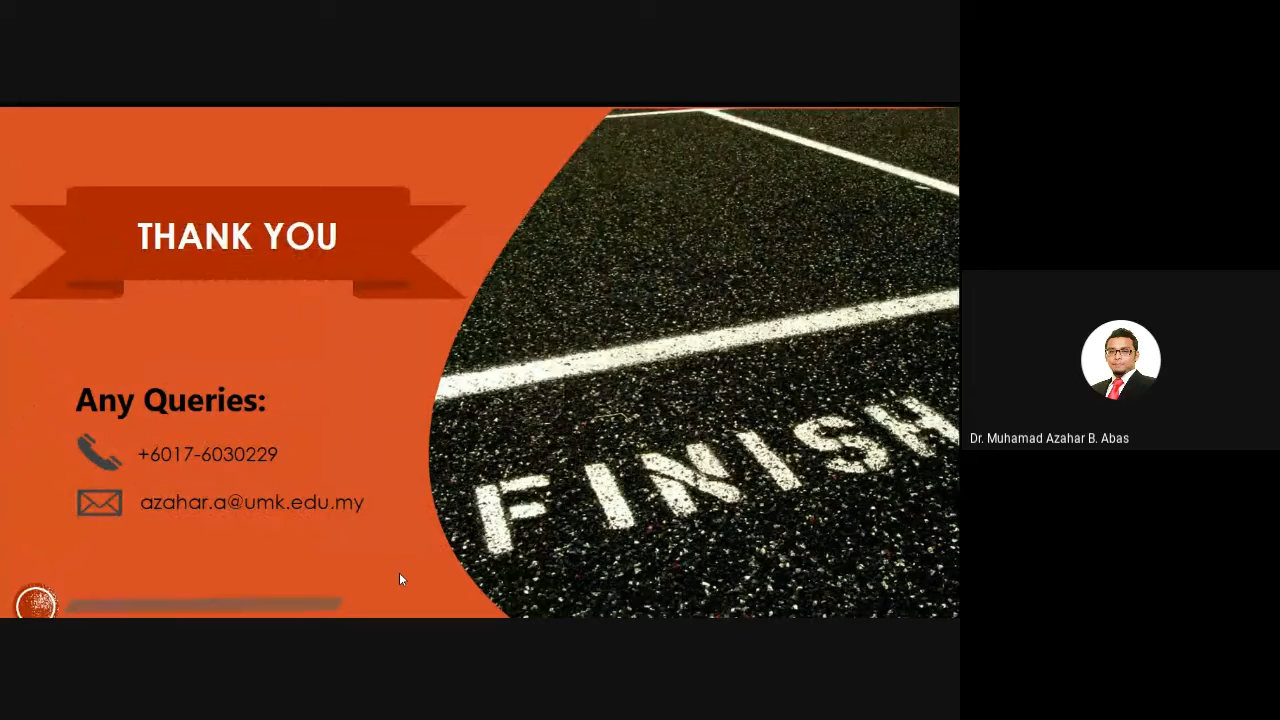 THANK YOU
Any Queries:
+6017-6030229
azahar.a@umk.edu.my
FINISH
Dr. Muhamad Azahar B. Abas